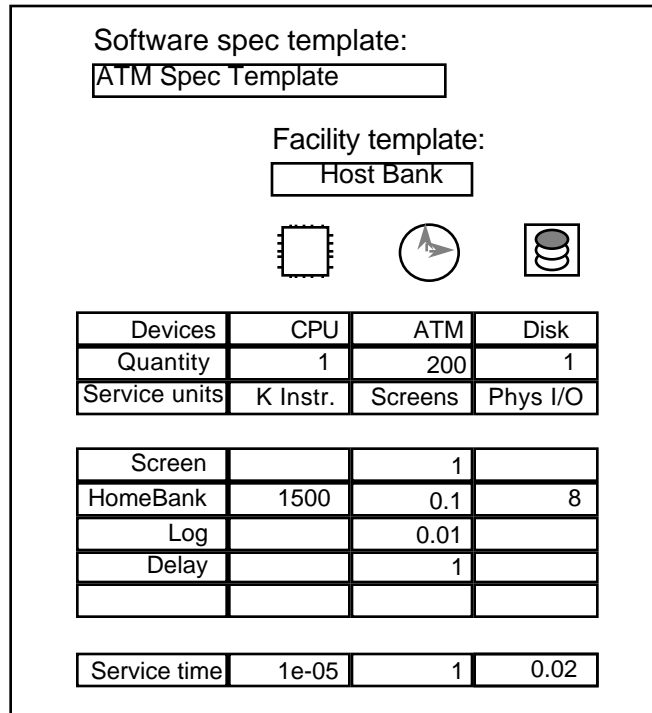 Software spec template:
ATM Spec Template
Facility template:
Host Bank
Devices CPU ATM Disk
Quantity 1 200 1
Service units K Instr. Screens Phys I/O
Screen 1
HomeBank 1500 0.1 8
Log 0.01
Delay 1
Service time 1e-05 1 0.02